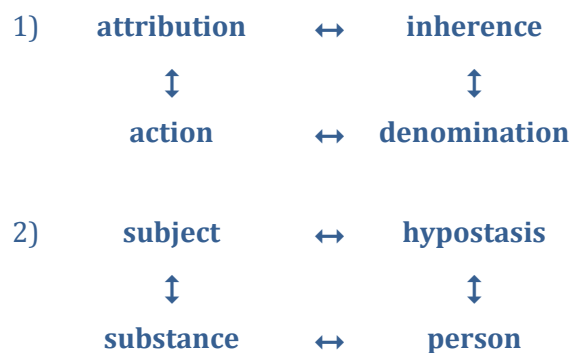 1) attribution ↔ inherence
↕ ↕
action ↔ denomination
2) subject ↔ hypostasis
↕ ↕
substance ↔ person